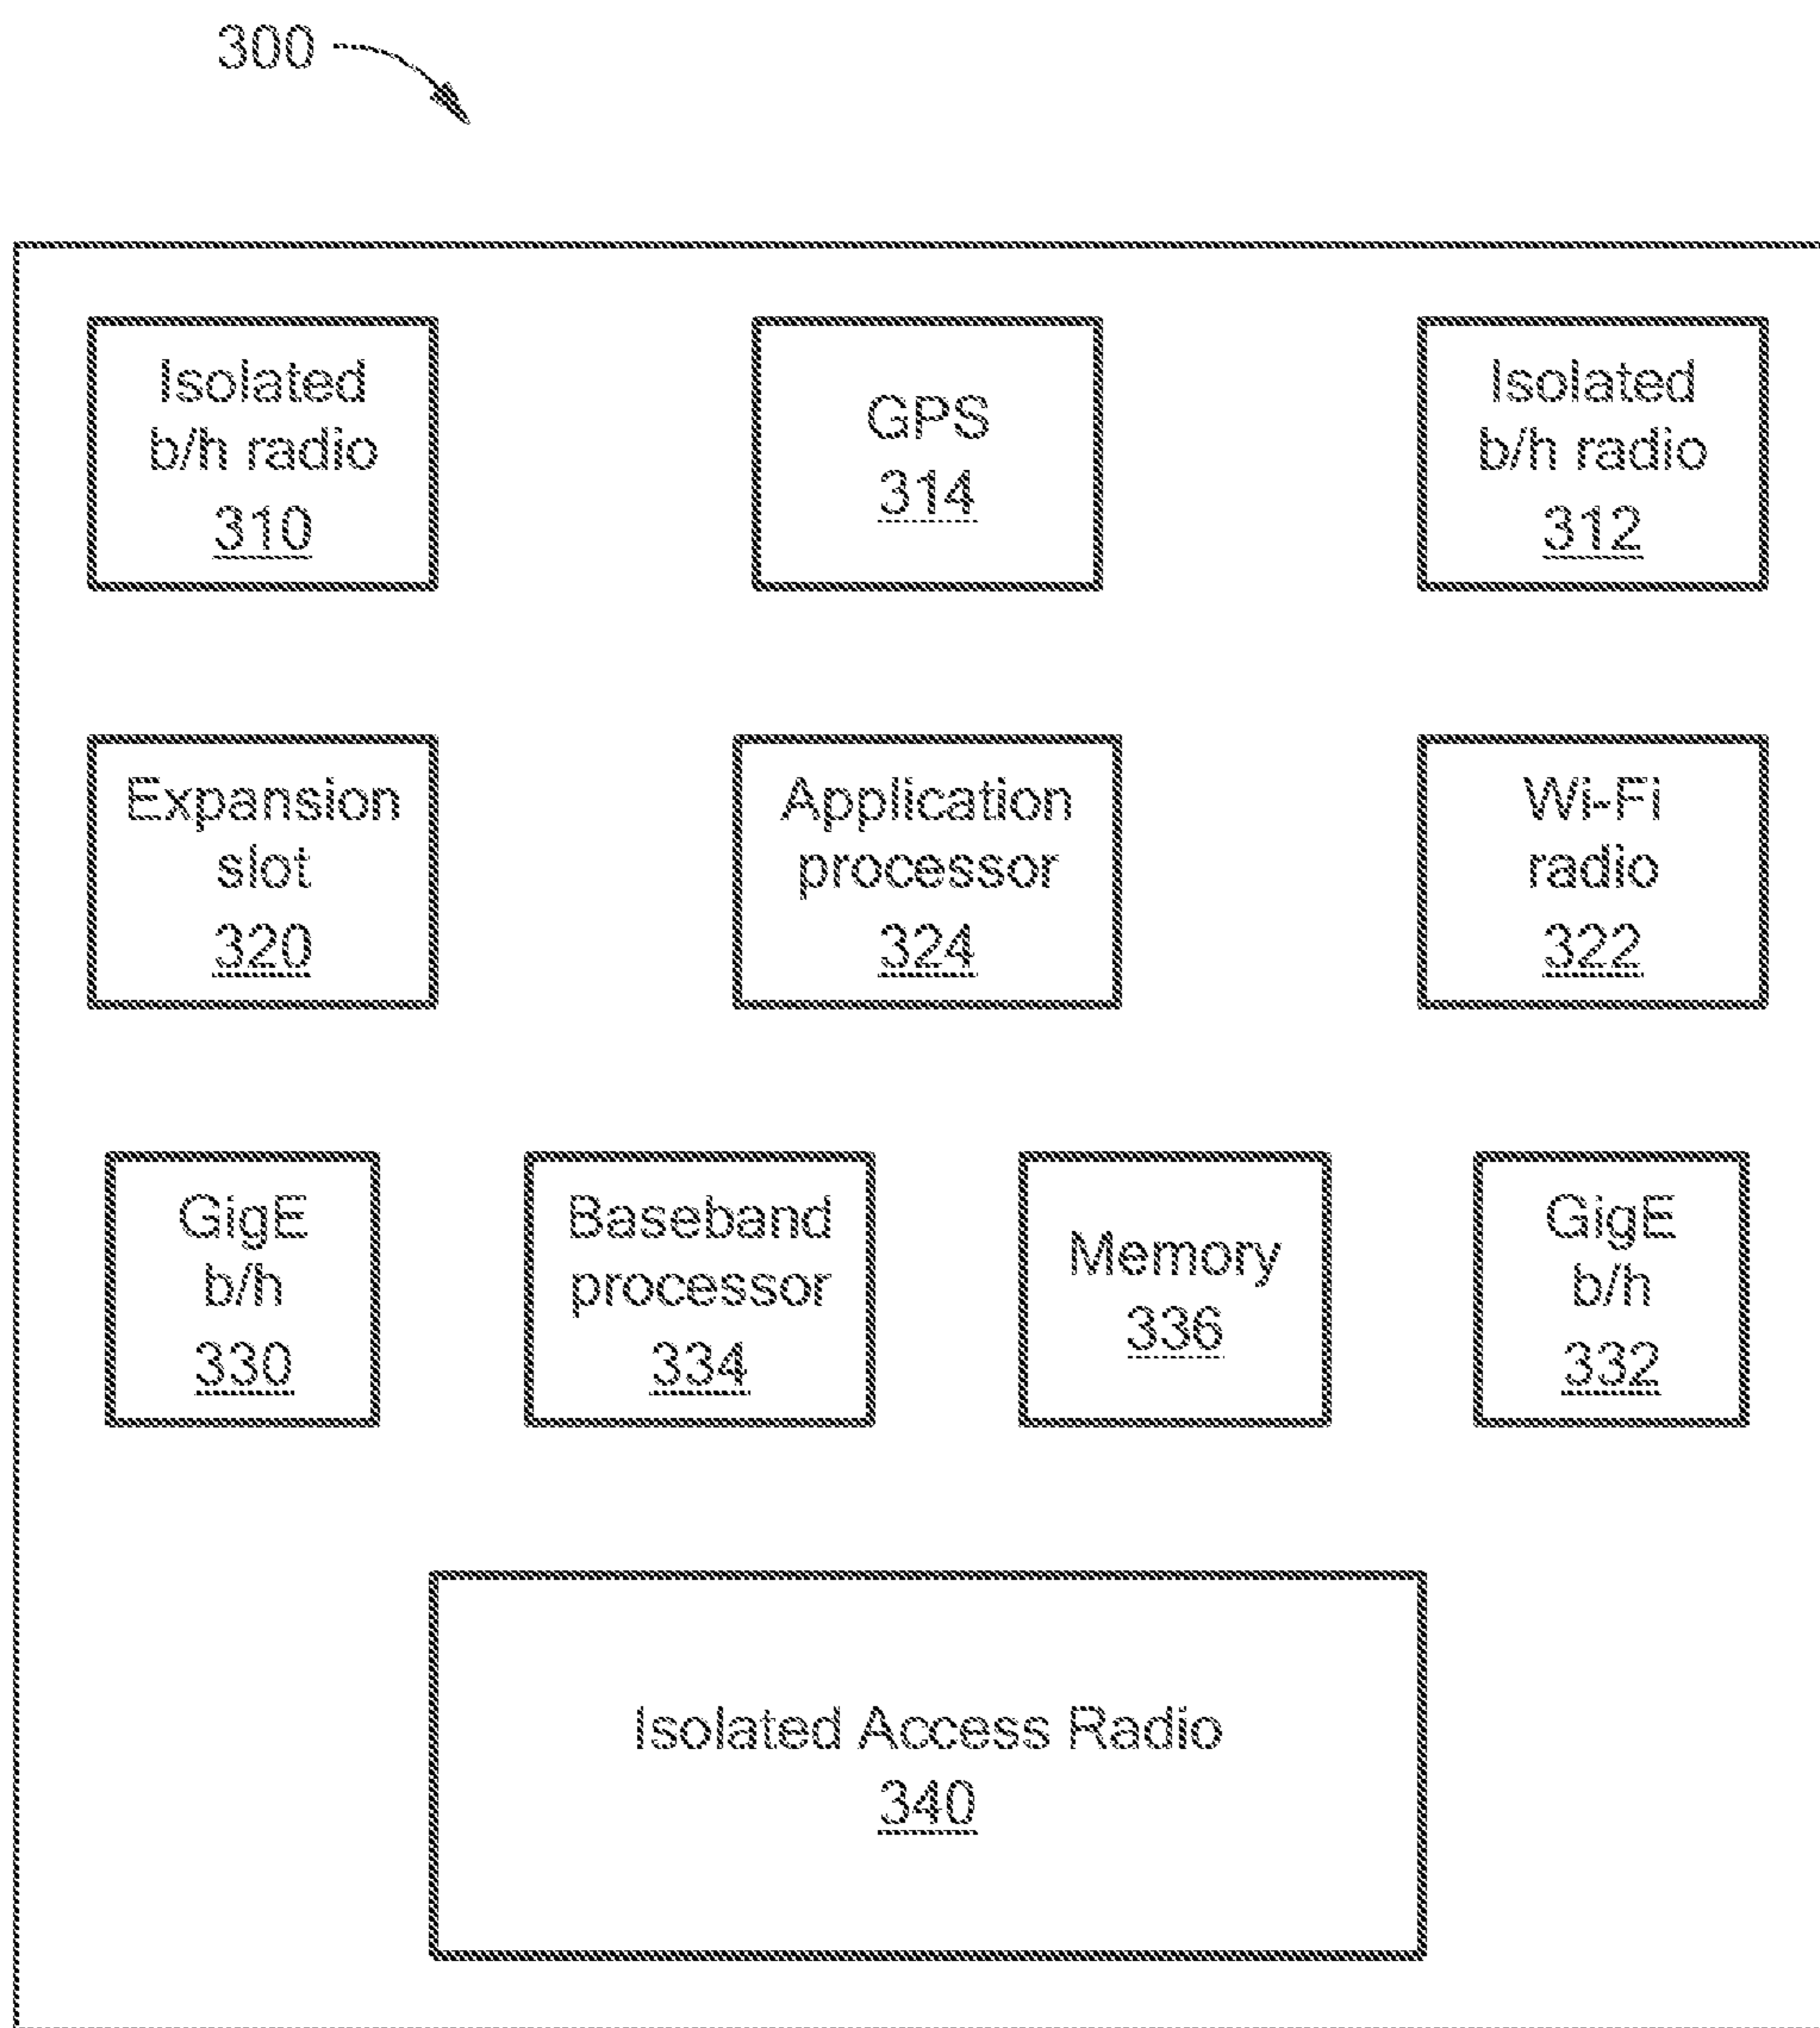 300
Isolated
b/h radio
310
GPS
314
Isolated
b/h radio
312
Expansion
slot
320
Application
processor
324
Wi-Fi
radio
322
GigE
b/h
330
Baseband
processor
334
Memory
336
GigE
b/h
332
Isolated Access Radio
340